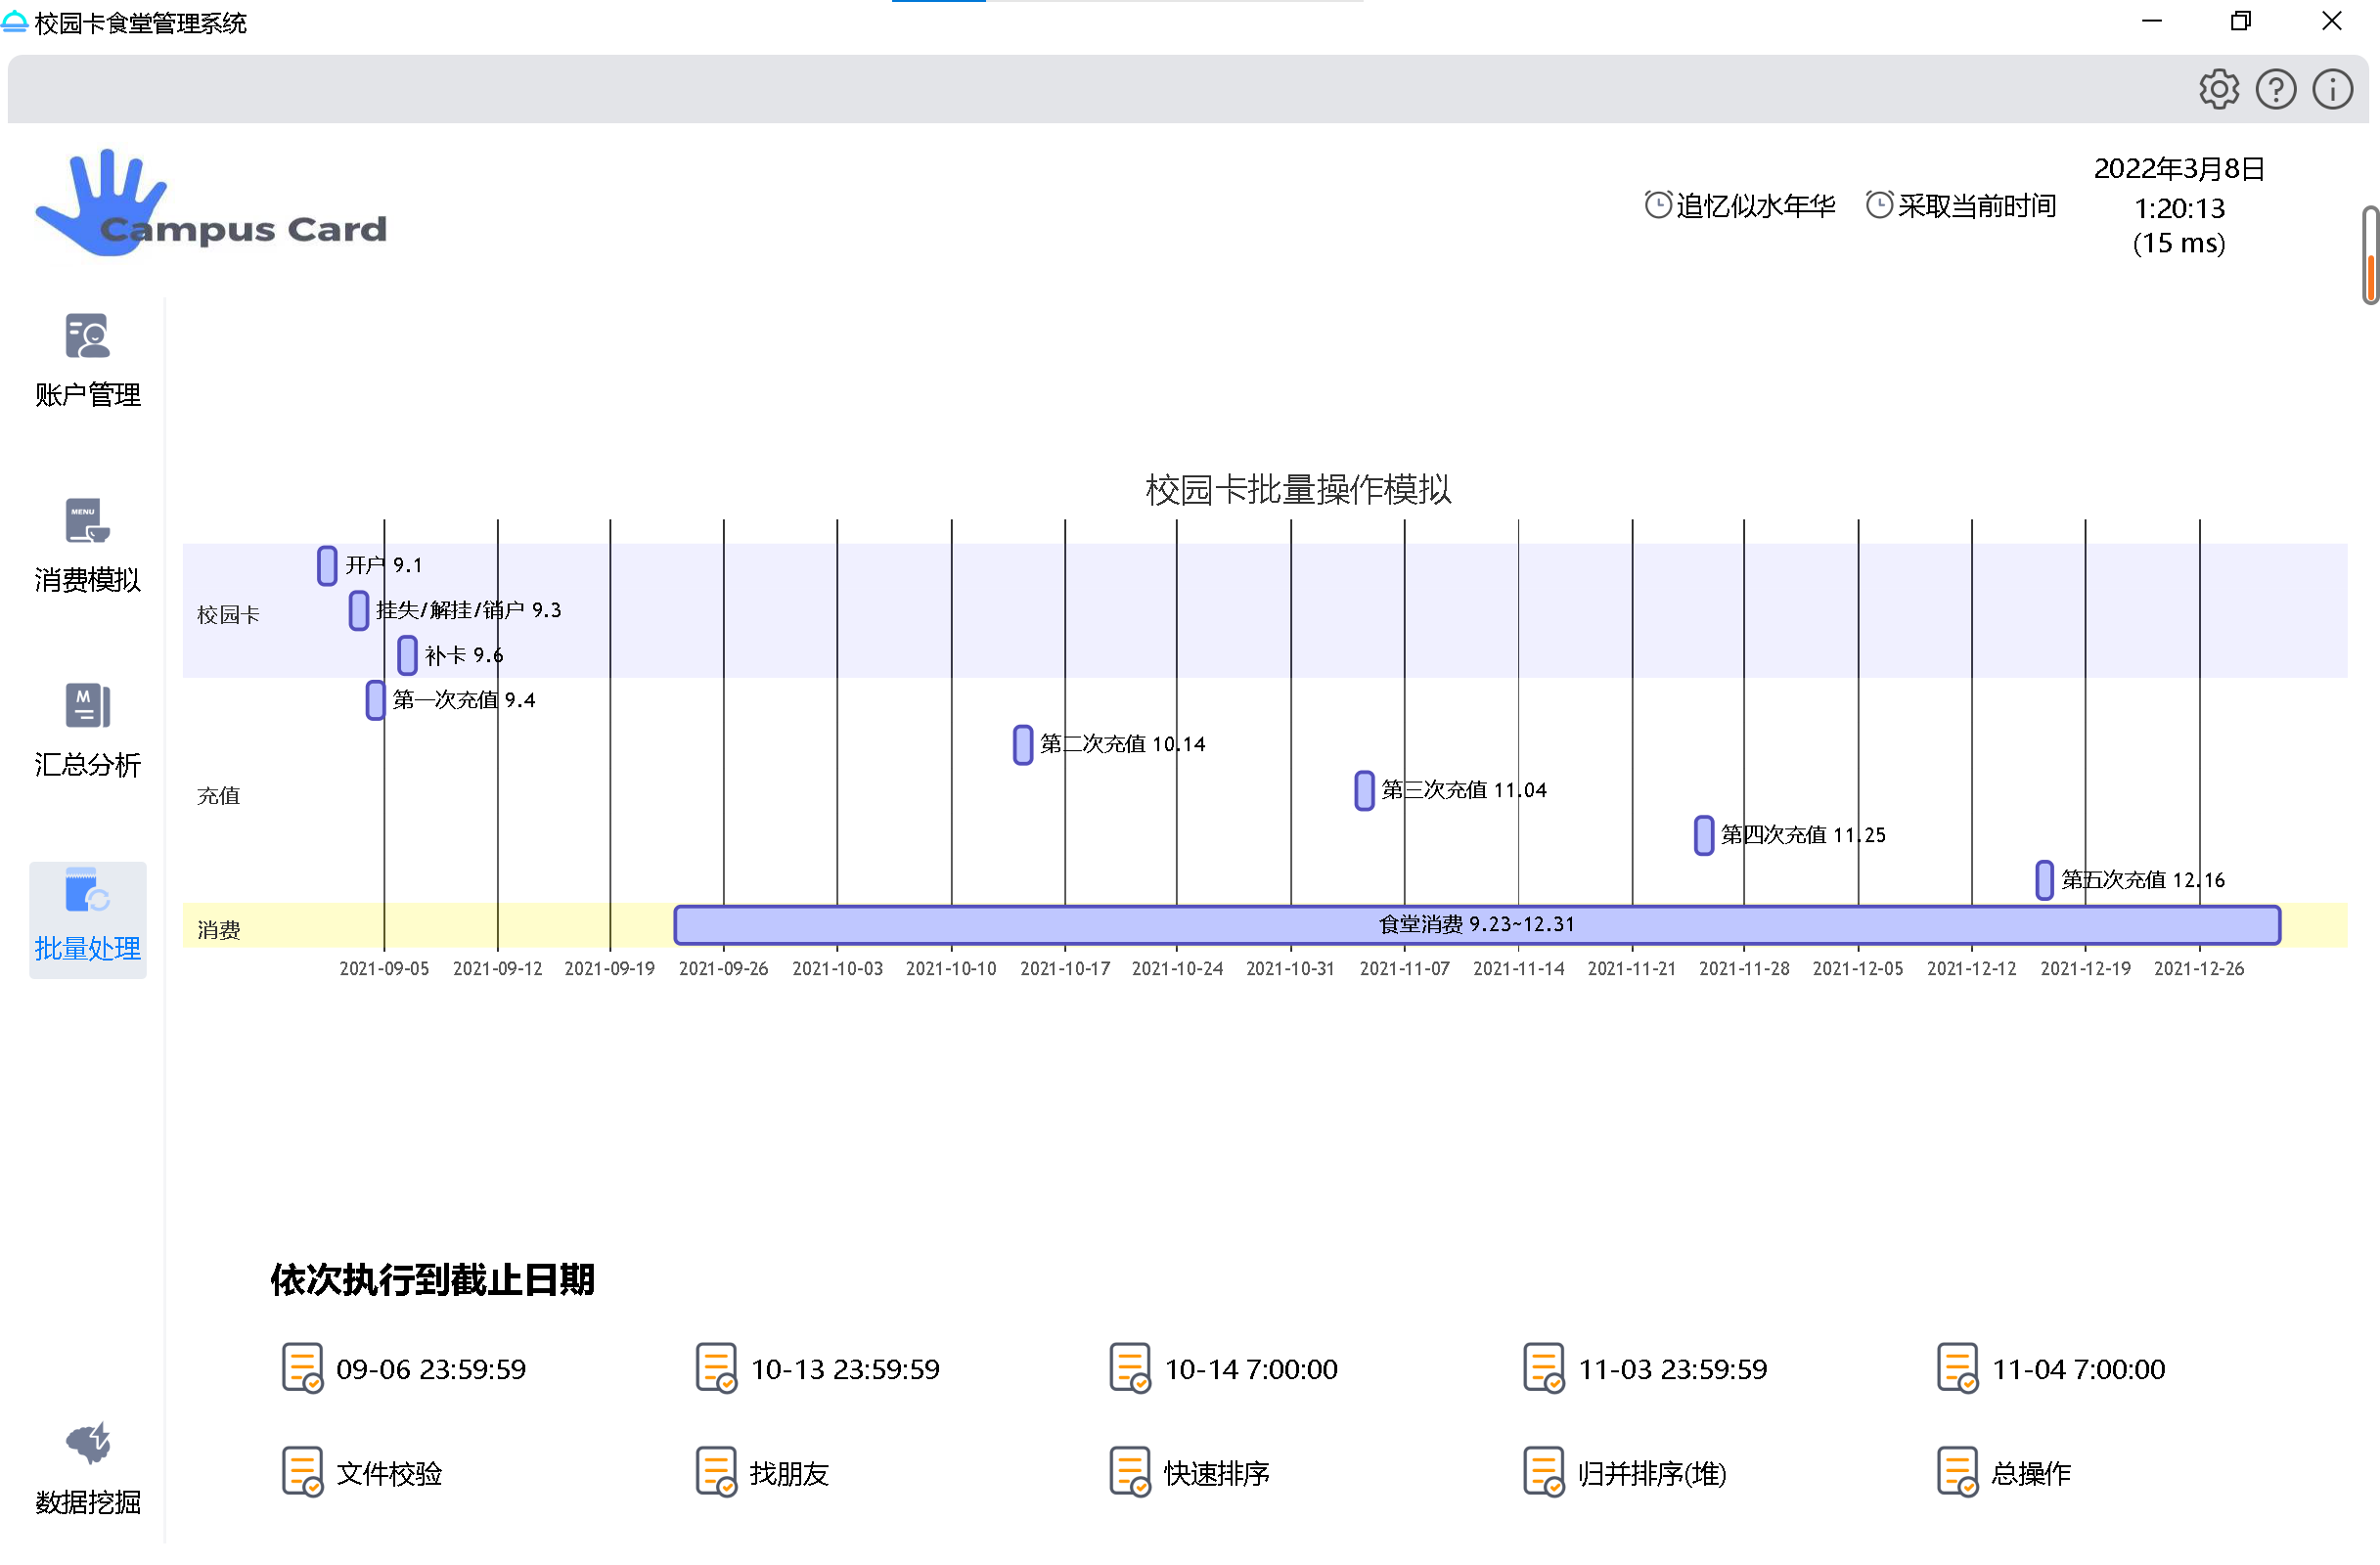 校园卡食堂管理系统
Campus Card
追忆似水年华
采取当前时间
2022年3月8日
1:20:13
(15 ms)
账户管理
MENU
消费模拟
M
汇总分析
批量处理
数据挖掘
校园卡批量操作模拟
校园卡
开户 9.1
挂失/解挂/销户 9.3
补卡 9.6
充值
第一次充值 9.4
第二次充值 10.14
第三次充值 11.04
第四次充值 11.25
第五次充值 12.16
消费
食堂消费 9.23~12.31
2021-09-05 2021-09-12 2021-09-19 2021-09-26 2021-10-03 2021-10-10 2021-10-17 2021-10-24 2021-10-31 2021-11-07 2021-11-14 2021-11-21 2021-11-28 2021-12-05 2021-12-12 2021-12-19 2021-12-26
依次执行到截止日期
09-06 23:59:59
10-13 23:59:59
10-14 7:00:00
11-03 23:59:59
11-04 7:00:00
文件校验
找朋友
快速排序
归并排序(堆)
总操作